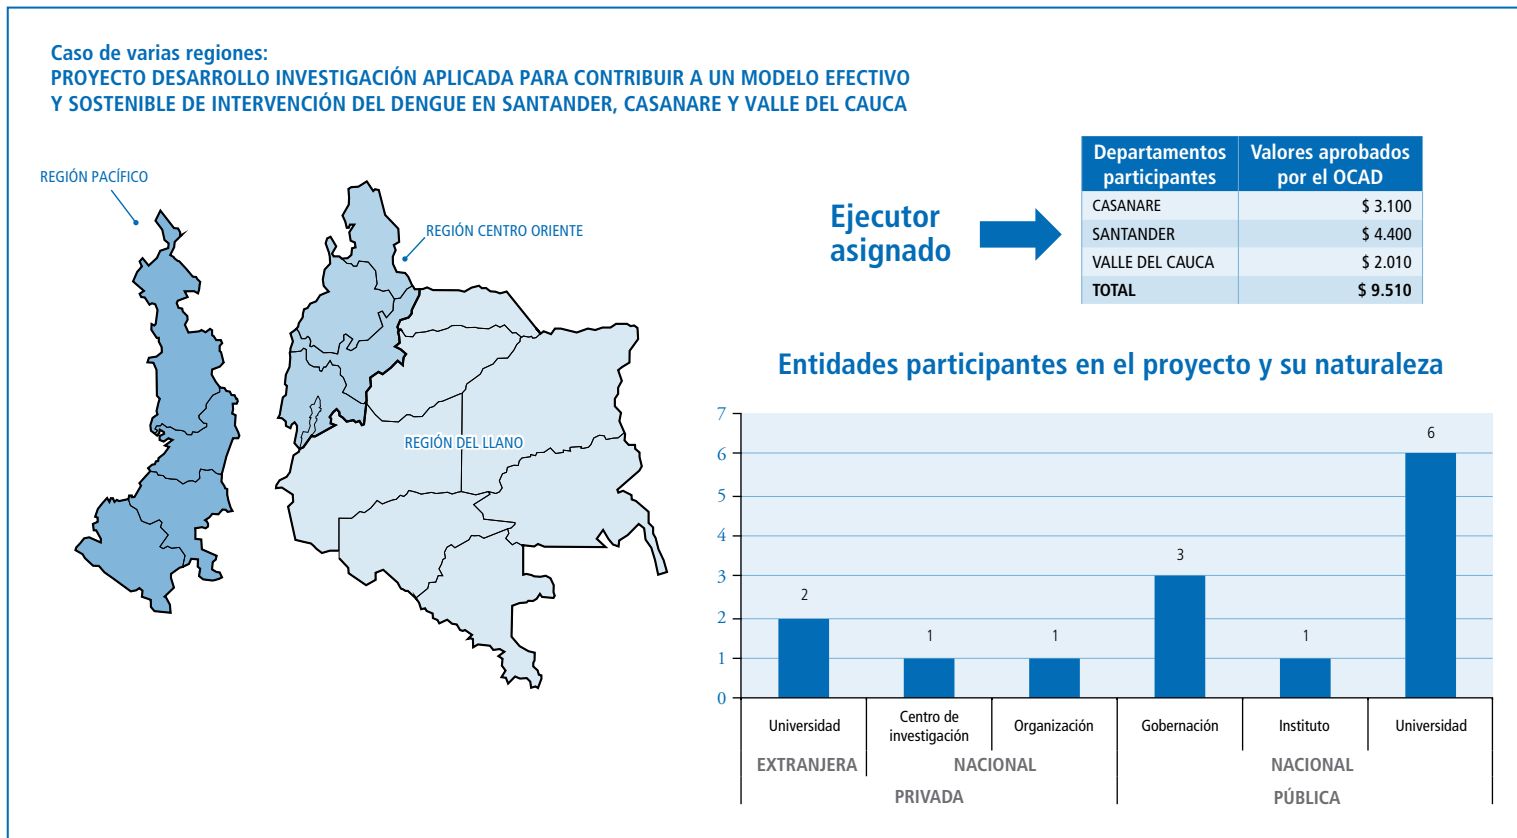 Caso de varias regiones:
PROYECTO DESARROLLO INVESTIGACIÓN APLICADA PARA CONTRIBUIR A UN MODELO EFECTIVO
Y SOSTENIBLE DE INTERVENCIÓN DEL DENGUE EN SANTANDER, CASANARE Y VALLE DEL CAUCA
REGIÓN PACÍFICO
REGIÓN CENTRO ORIENTE
REGIÓN DEL LLANO
Ejecutor
asignado
Departamentos participantes Valores aprobados por el OCAD
CASANARE $ 3.100
SANTANDER $ 4.400
VALLE DEL CAUCA $ 2.010
TOTAL $ 9.510
Entidades participantes en el proyecto y su naturaleza
7
6
5
4
3
2
1
0
2
1
1
3
1
6
Universidad
Centro de
investigación
Organización
Gobernación
Instituto
Universidad
EXTRANJERA NACIONAL NACIONAL
PRIVADA PÚBLICA